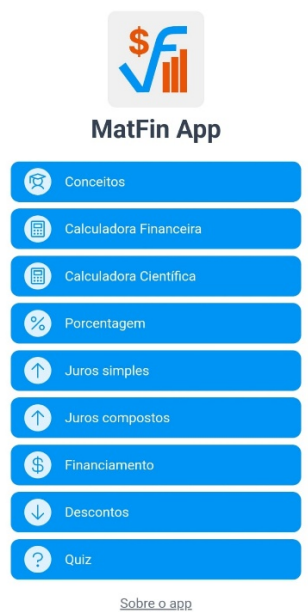 MatFin App
Conceitos
Calculadora Financeira
Calculadora Científica
Porcentagem
Juros simples
Juros compostos
Financiamento
Descontos
Quiz
Sobre o app